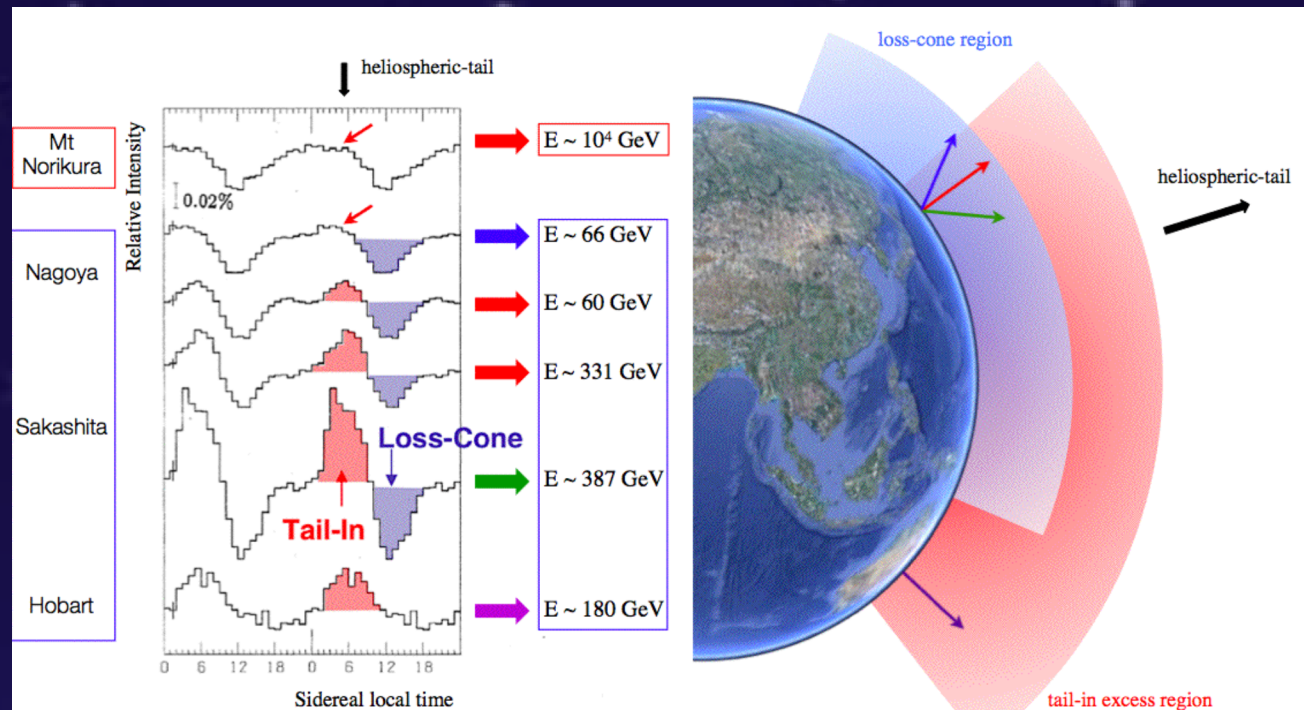 heliospheric-tail
Mt
Norikura
Relative Intensity
0.02%
E ~ 10⁴ GeV
Nagoya
E ~ 66 GeV
E ~ 60 GeV
E ~ 331 GeV
Sakashita
Loss-Cone
E ~ 387 GeV
Tail-In
Hobart
E ~ 180 GeV
0 6 12 18 0 6 12 18
Sidereal local time
loss-cone region
heliospheric-tail
tail-in excess region